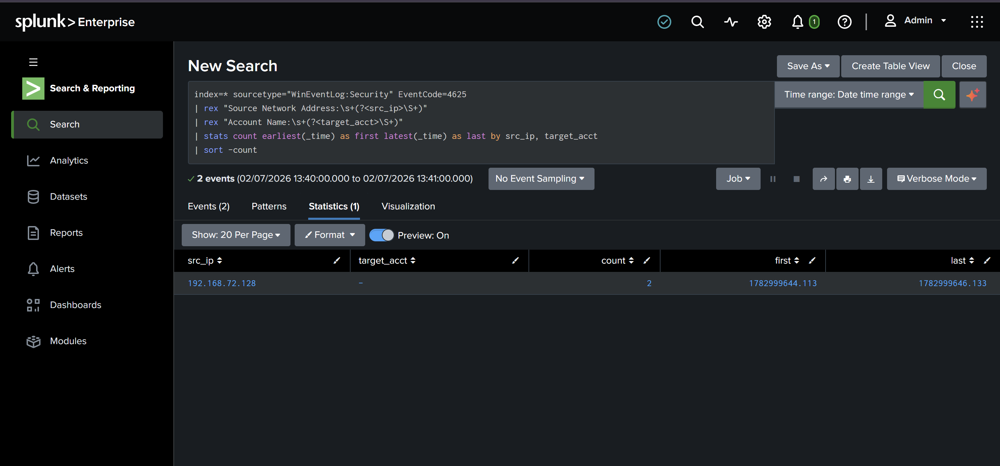 splunk> Enterprise
1
Admin
Search & Reporting
Search
Analytics
Datasets
Reports
Alerts
Dashboards
Modules
New Search
Save As
Create Table View
Close
index=* sourcetype="WinEventLog:Security" EventCode=4625
| rex "Source Network Address:\s+(?<src_ip>\S+)"
| rex "Account Name:\s+(?<target_acct>\S+)"
| stats count earliest(_time) as first latest(_time) as last by src_ip, target_acct
| sort -count
Time range: Date time range
2 events (02/07/2026 13:40:00.000 to 02/07/2026 13:41:00.000)
No Event Sampling
Job
Verbose Mode
Events (2)
Patterns
Statistics (1)
Visualization
Show: 20 Per Page
Format
Preview: On
src_ip
target_acct
count
first
last
192.168.72.128
-
2
1782999644.113
1782999646.133